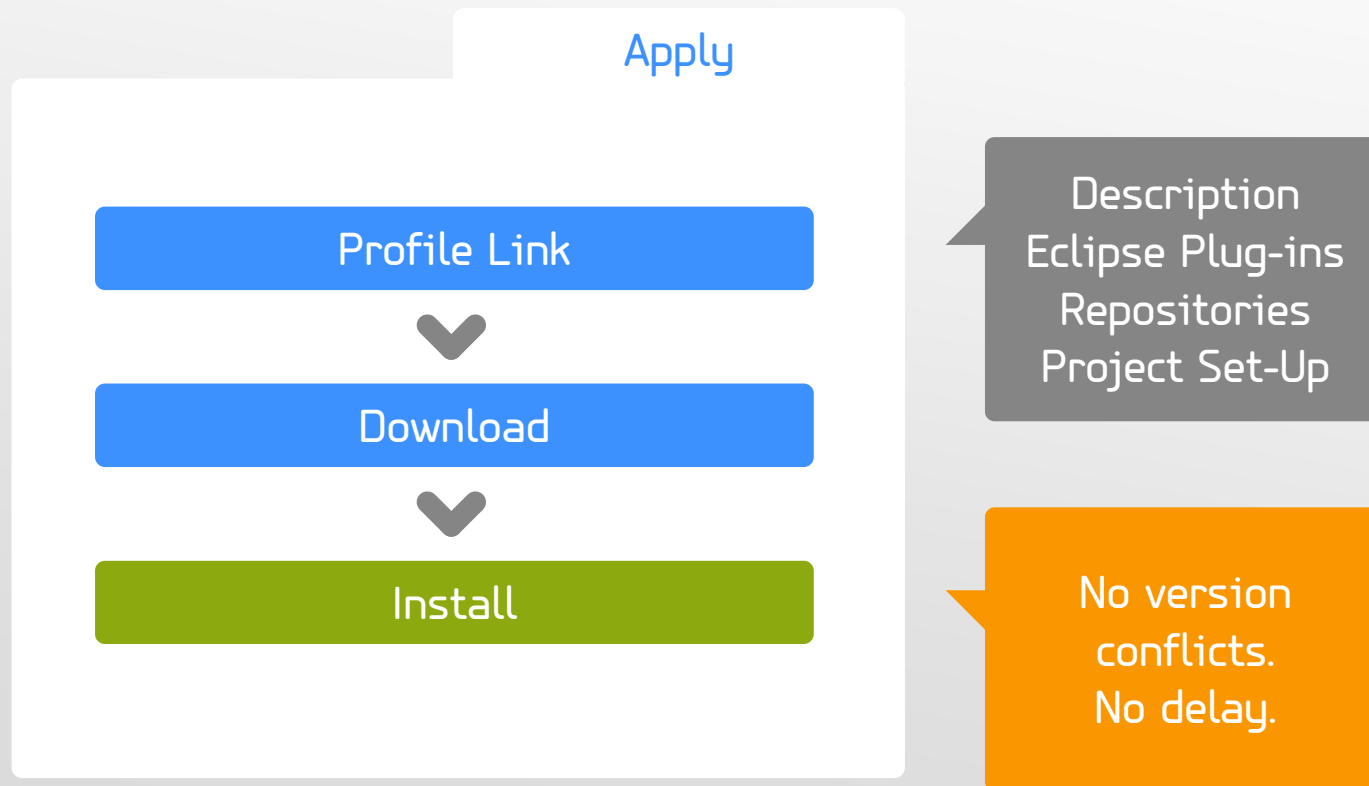 Apply
Profile Link
Download
Install
Description
Eclipse Plug-ins
Repositories
Project Set-Up
No version
conflicts.
No delay.